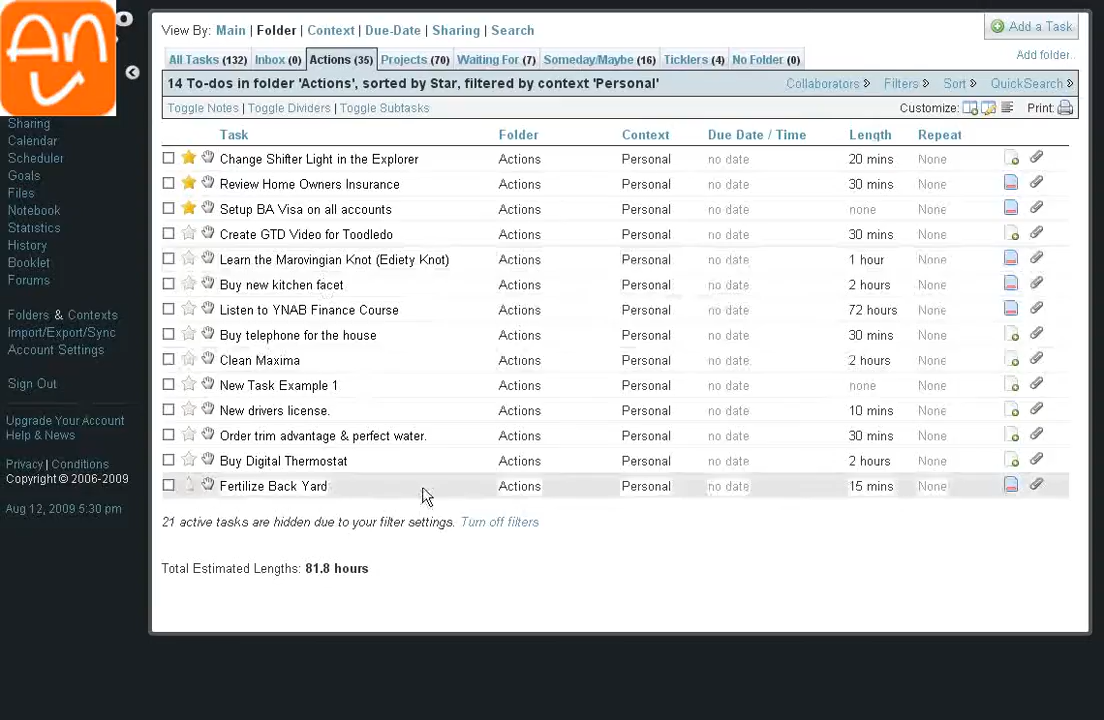 An
View By: Main | Folder | Context | Due-Date | Sharing | Search
Add a Task
All Tasks (132) Inbox (0) Actions (35) Projects (70) Waiting For (7) Someday/Maybe (16) Ticklers (4) No Folder (0)
Add folder..
14 To-dos in folder 'Actions', sorted by Star, filtered by context 'Personal'
Collaborators Filters Sort QuickSearch
Toggle Notes | Toggle Dividers | Toggle Subtasks
Customize: Print:
Task Folder Context Due Date / Time Length Repeat
Change Shifter Light in the Explorer Actions Personal no date 20 mins None
Review Home Owners Insurance Actions Personal no date 30 mins None
Setup BA Visa on all accounts Actions Personal no date none None
Create GTD Video for Toodledo Actions Personal no date 30 mins None
Learn the Marovingian Knot (Ediety Knot) Actions Personal no date 1 hour None
Buy new kitchen facet Actions Personal no date 2 hours None
Listen to YNAB Finance Course Actions Personal no date 72 hours None
Buy telephone for the house Actions Personal no date 30 mins None
Clean Maxima Actions Personal no date 2 hours None
New Task Example 1 Actions Personal no date none None
New drivers license. Actions Personal no date 10 mins None
Order trim advantage & perfect water. Actions Personal no date 30 mins None
Buy Digital Thermostat Actions Personal no date 2 hours None
Fertilize Back Yard Actions Personal no date 15 mins None
21 active tasks are hidden due to your filter settings. Turn off filters
Total Estimated Lengths: 81.8 hours
Sharing
Calendar
Scheduler
Goals
Files
Notebook
Statistics
History
Booklet
Forums
Folders & Contexts
Import/Export/Sync
Account Settings
Sign Out
Upgrade Your Account
Help & News
Privacy | Conditions
Copyright © 2006-2009
Aug 12, 2009 5:30 pm